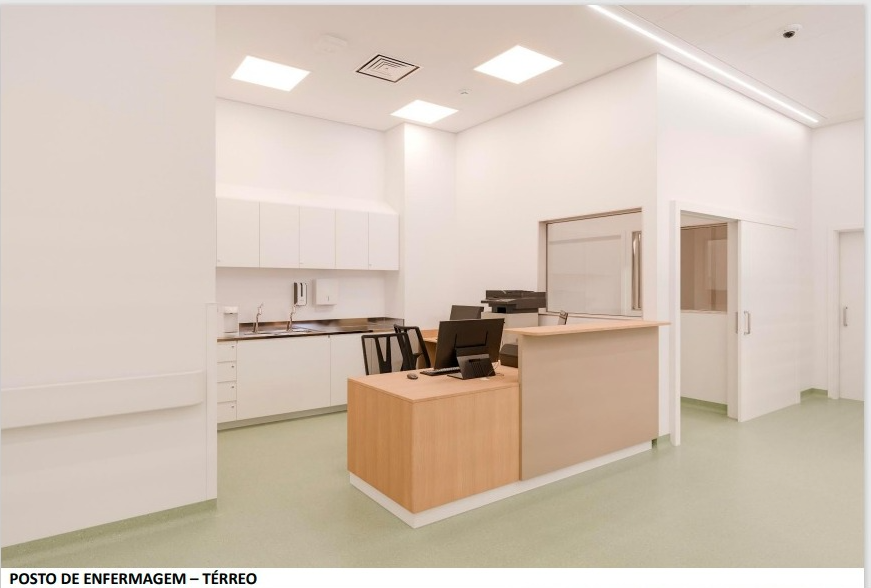 POSTO DE ENFERMAGEM – TÉRREO